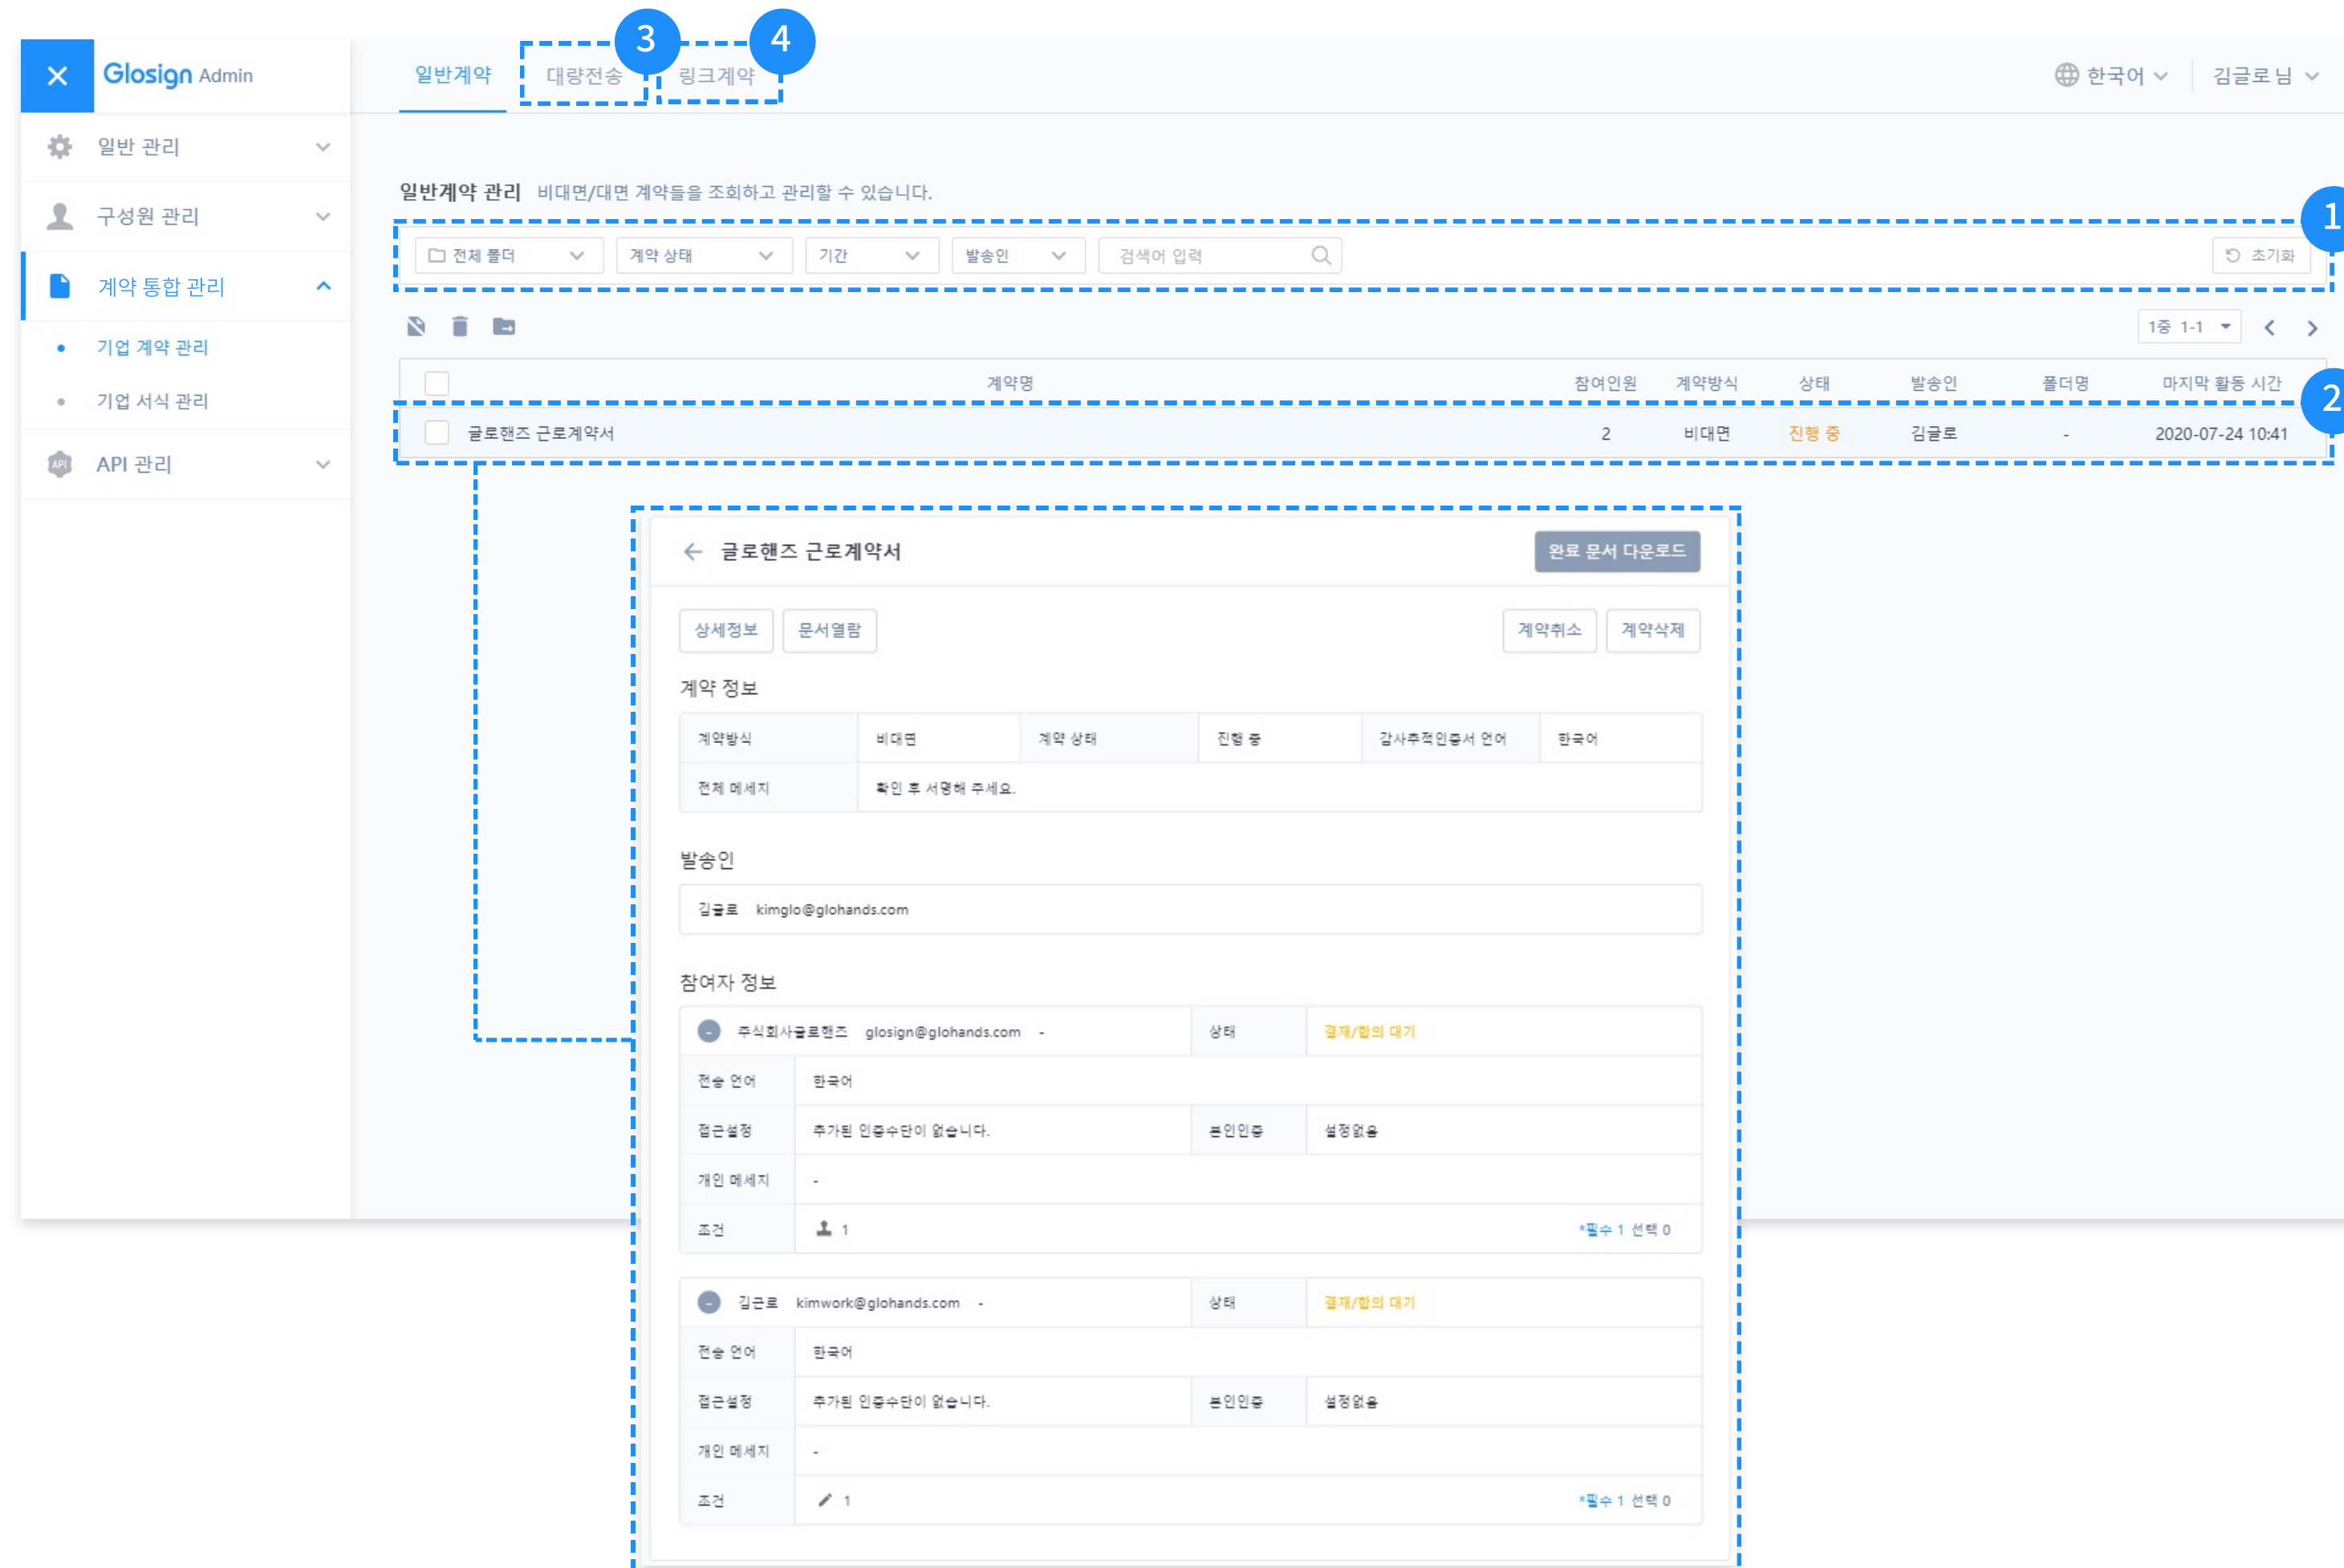 3 4
Glosign Admin 일반계약 대량전송 링크계약 한국어 김글로 님
일반 관리
구성원 관리
계약 통합 관리
기업 계약 관리
기업 서식 관리
API API 관리
일반계약 관리 비대면/대면 계약들을 조회하고 관리할 수 있습니다.
1
전체 폴더 계약 상태 기간 발송인 검색어 입력 초기화
1중 1-1
계약명 참여인원 계약방식 상태 발송인 폴더명 마지막 활동 시간
2
글로핸즈 근로계약서 2 비대면 진행 중 김글로 - 2020-07-24 10:41
글로핸즈 근로계약서 완료 문서 다운로드
상세정보 문서열람 계약취소 계약삭제
계약 정보
계약방식 비대면 계약 상태 진행 중 감사추적인증서 언어 한국어
전체 메세지 확인 후 서명해 주세요.
발송인
김글로 kimglo@glohands.com
참여자 정보
- 주식회사글로핸즈 glosign@glohands.com - 상태 결재/합의 대기
전송 언어 한국어
접근설정 추가된 인증수단이 없습니다. 본인인증 설정없음
개인 메세지 -
조건 1 *필수 1 선택 0
- 김근로 kimwork@glohands.com - 상태 결재/합의 대기
전송 언어 한국어
접근설정 추가된 인증수단이 없습니다. 본인인증 설정없음
개인 메세지 -
조건 1 *필수 1 선택 0